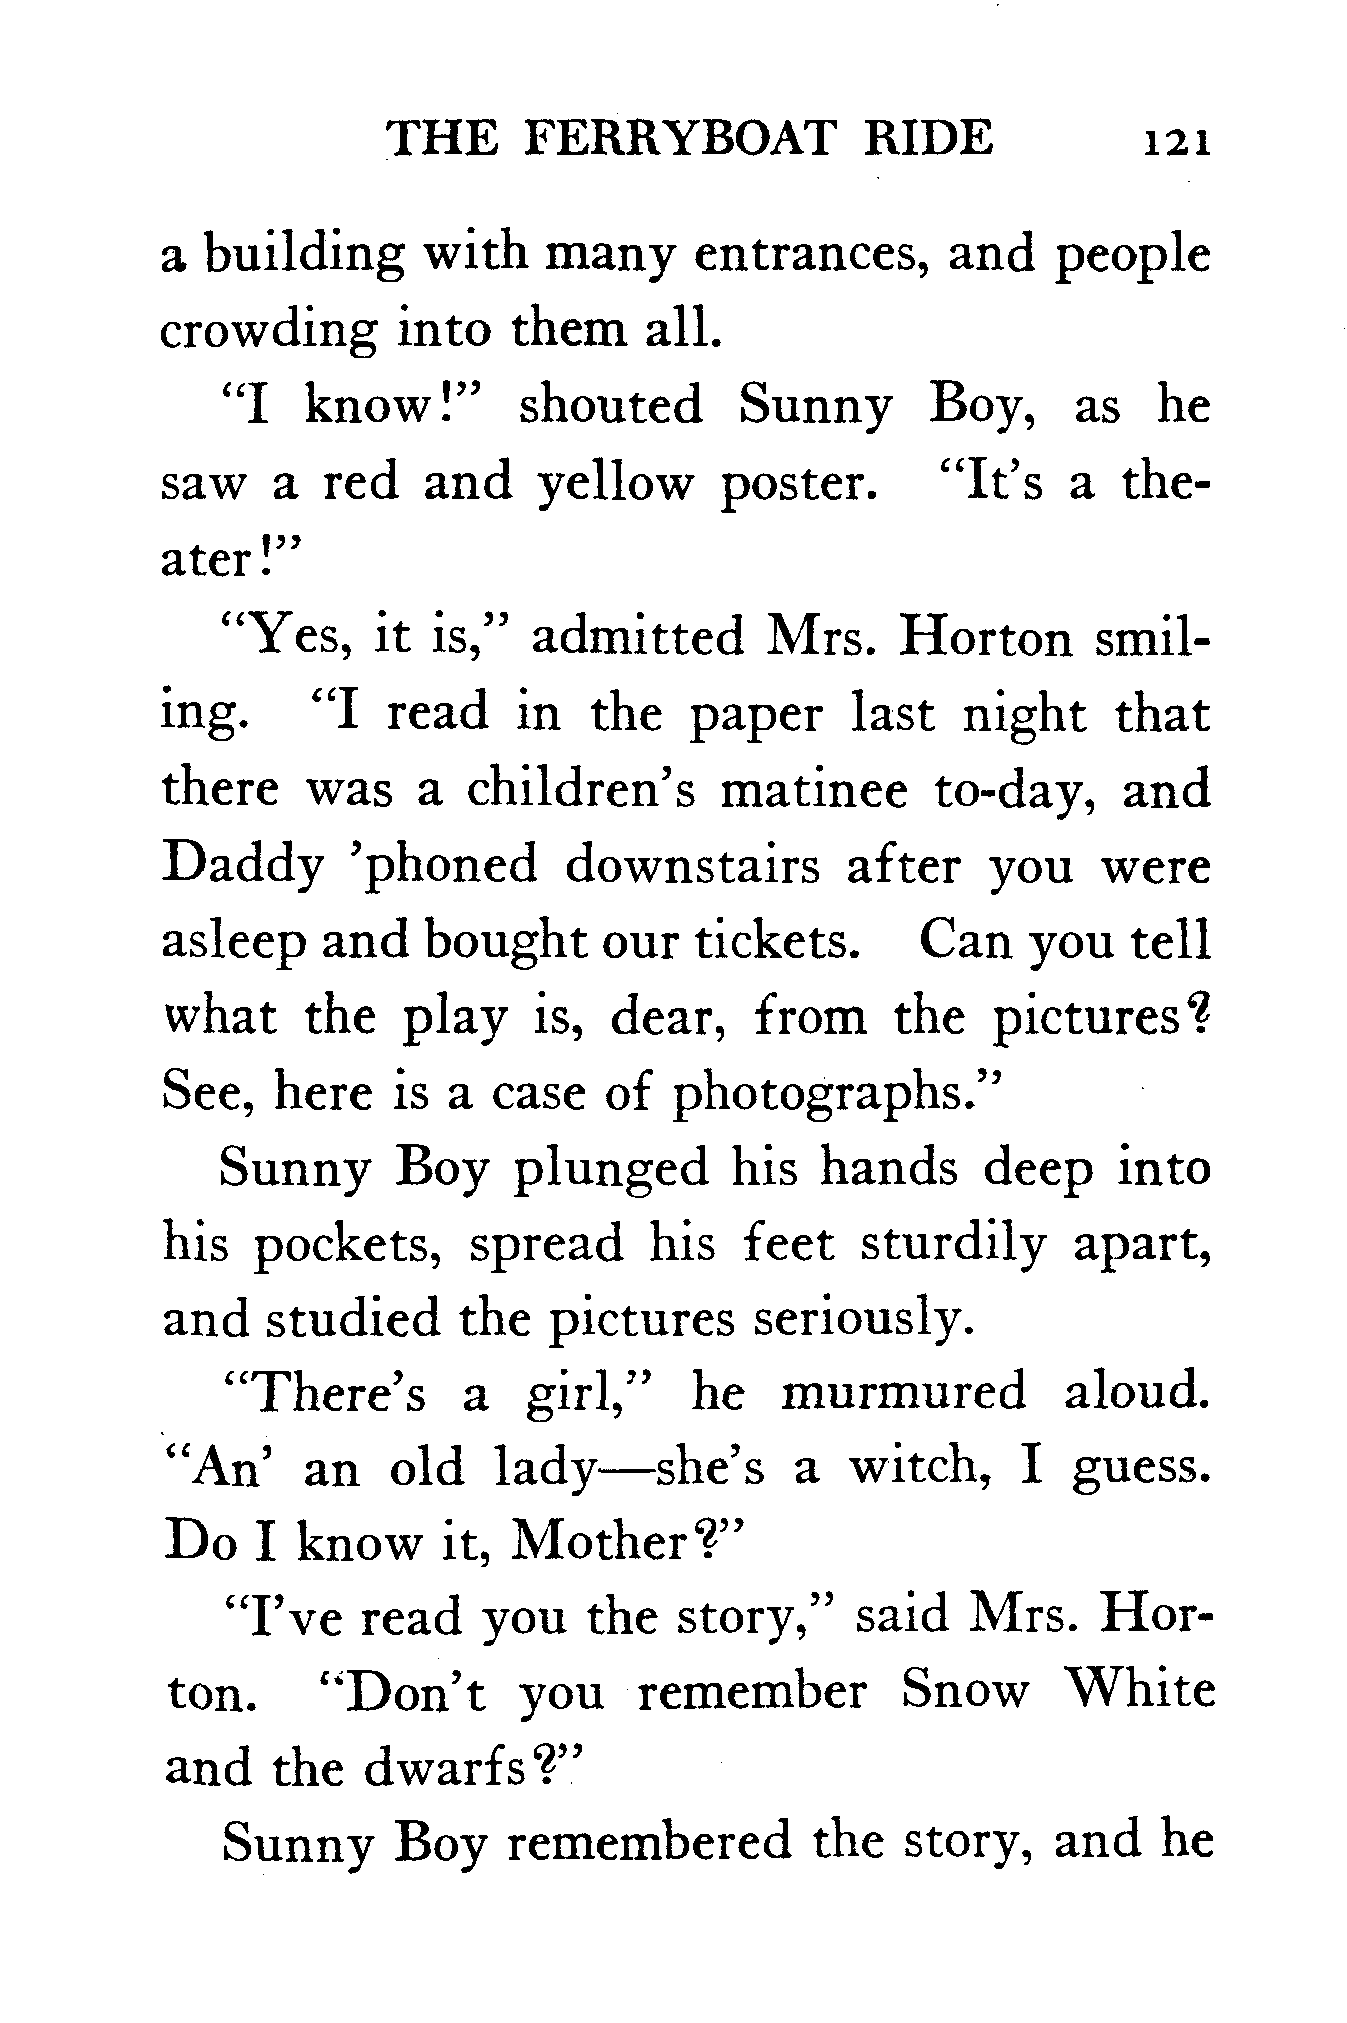 THE FERRYBOAT RIDE 121
a building with many entrances, and people
crowding into them all.
“I know!” shouted Sunny Boy, as he
saw a red and yellow poster. “It’s a the-
ater!”
“Yes, it is,” admitted Mrs. Horton smil-
ing. “I read in the paper last night that
there was a children’s matinee to-day, and
Daddy ’phoned downstairs after you were
asleep and bought our tickets. Can you tell
what the play is, dear, from the pictures?
See, here is a case of photographs.”
Sunny Boy plunged his hands deep into
his pockets, spread his feet sturdily apart,
and studied the pictures seriously.
“There’s a girl,” he murmured aloud.
“An’ an old lady—she’s a witch, I guess.
Do I know it, Mother?”
“I’ve read you the story,” said Mrs. Hor-
ton. “Don’t you remember Snow White
and the dwarfs?”
Sunny Boy remembered the story, and he